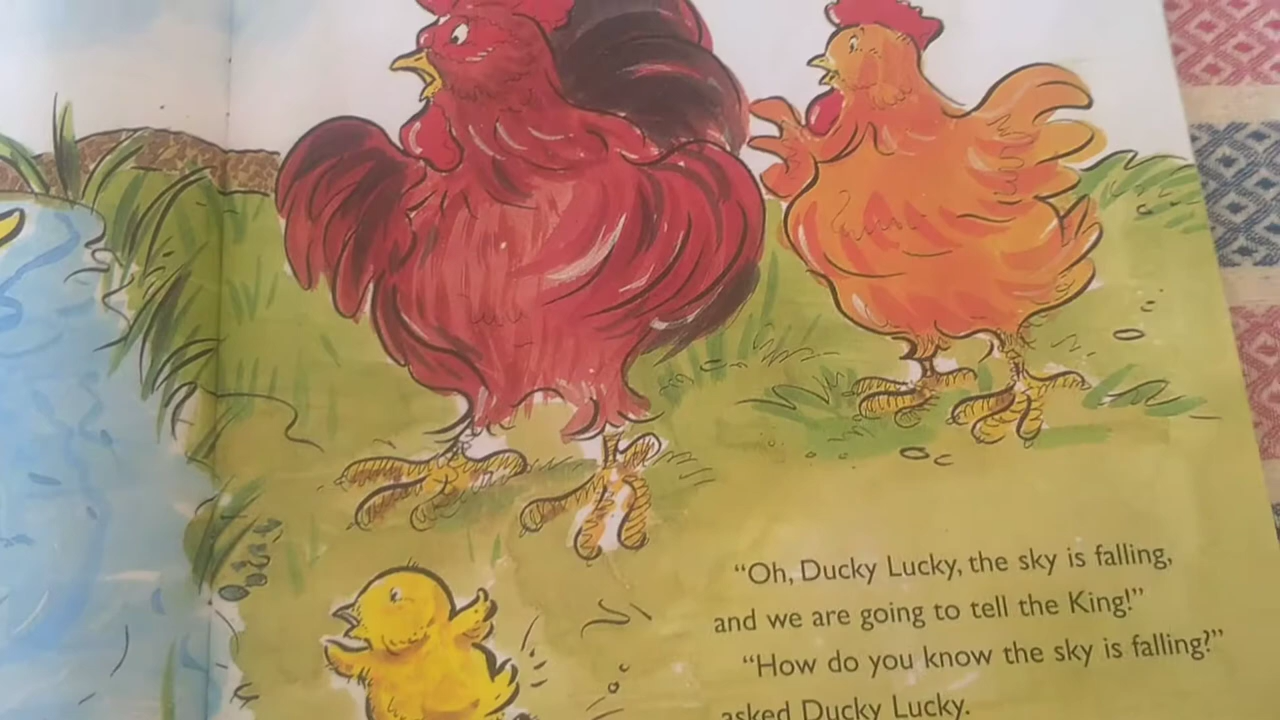 “Oh, Ducky Lucky, the sky is falling,
and we are going to tell the King!”
“How do you know the sky is falling?”
asked Ducky Lucky.